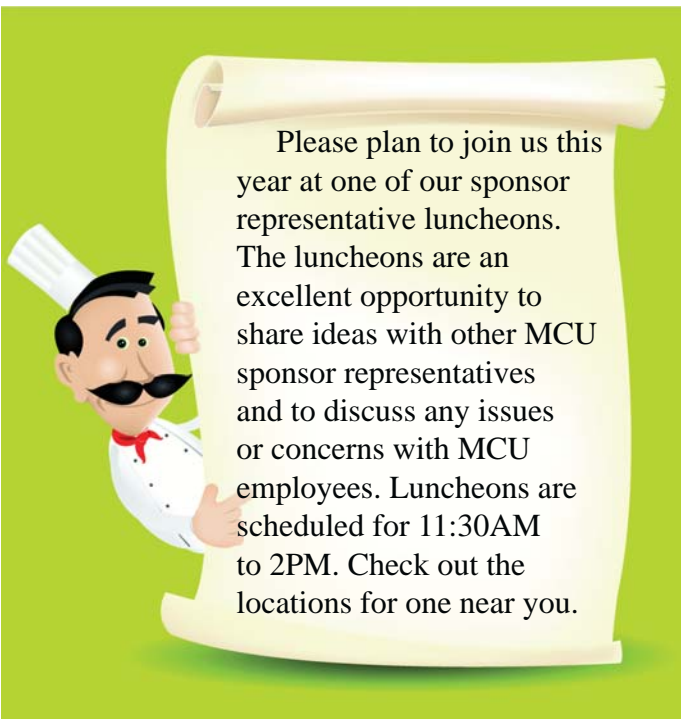 Please plan to join us this
year at one of our sponsor
representative luncheons.
The luncheons are an
excellent opportunity to
share ideas with other MCU
sponsor representatives
and to discuss any issues
or concerns with MCU
employees. Luncheons are
scheduled for 11:30AM
to 2PM. Check out the
locations for one near you.